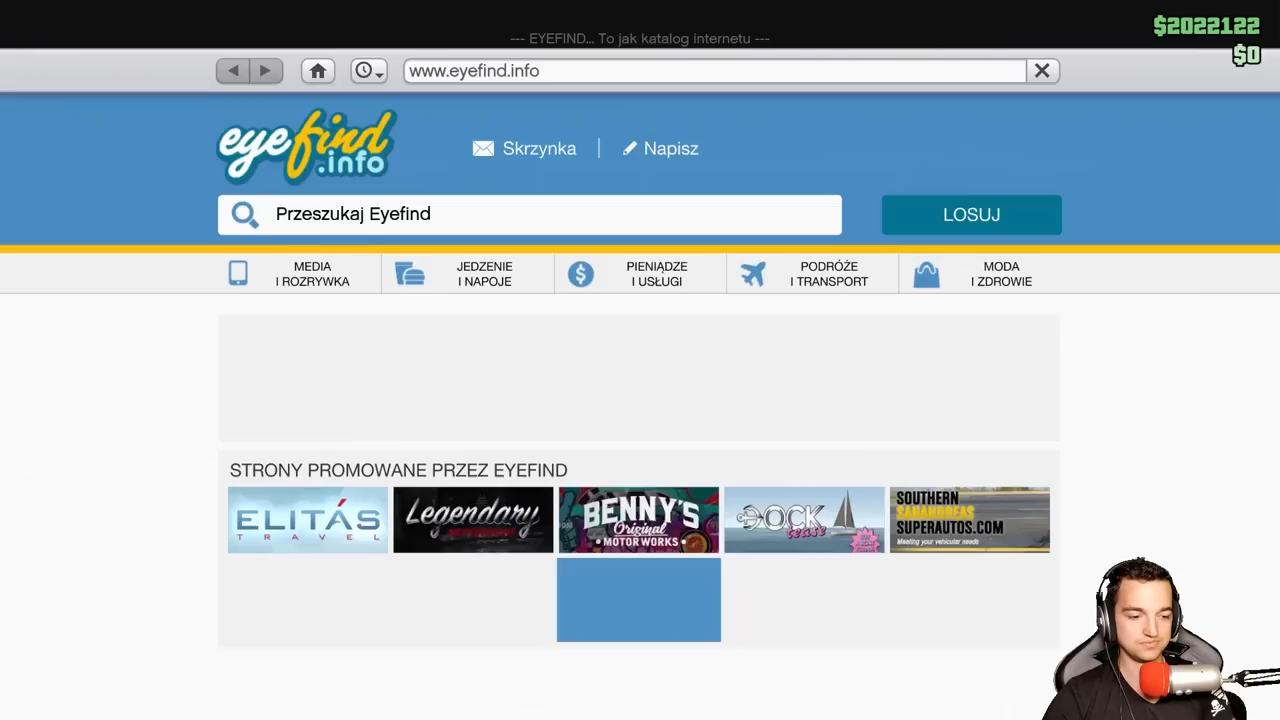 $2022122
--- EYEFIND... To jak katalog internetu ---
$0
www.eyefind.info
eyefind
.info
Skrzynka | Napisz
Przeszukaj Eyefind
LOSUJ
MEDIA
I ROZRYWKA
JEDZENIE
I NAPOJE
PIENIĄDZE
I USŁUGI
PODRÓŻE
I TRANSPORT
MODA
I ZDROWIE
STRONY PROMOWANE PRZEZ EYEFIND
ELITÁS
TRAVEL
Legendary
BENNY'S
Original
MOTOR WORKS
DOCK
tease
SOUTHERN
SANANDREAS
SUPERAUTOS.COM
Meeting your vehicular needs